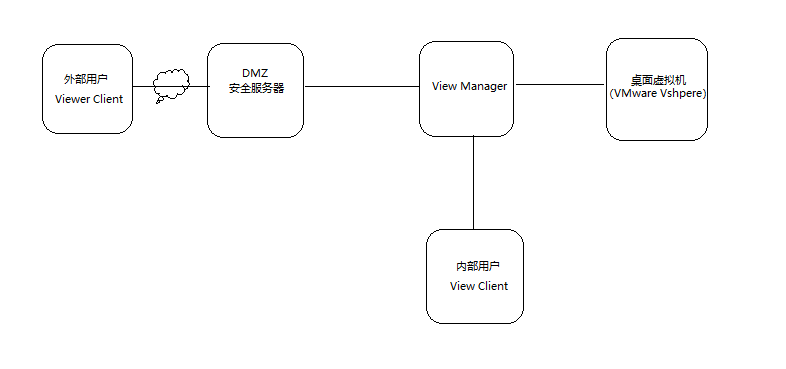 外部用户
Viewer Client
DMZ
安全服务器
View Manager
桌面虚拟机
(VMware Vshpere)
内部用户
View Client